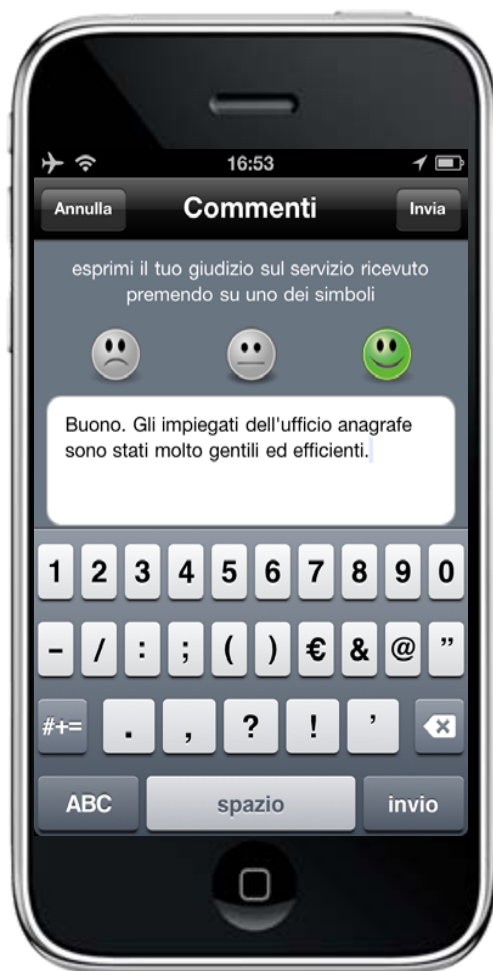 16:53
Annulla Commenti Invia
esprimi il tuo giudizio sul servizio ricevuto
premendo su uno dei simboli
Buono. Gli impiegati dell'ufficio anagrafe
sono stati molto gentili ed efficienti.
1 2 3 4 5 6 7 8 9 0
- / : ; ( ) € & @ ”
#+= . , ? ! ’
ABC spazio invio